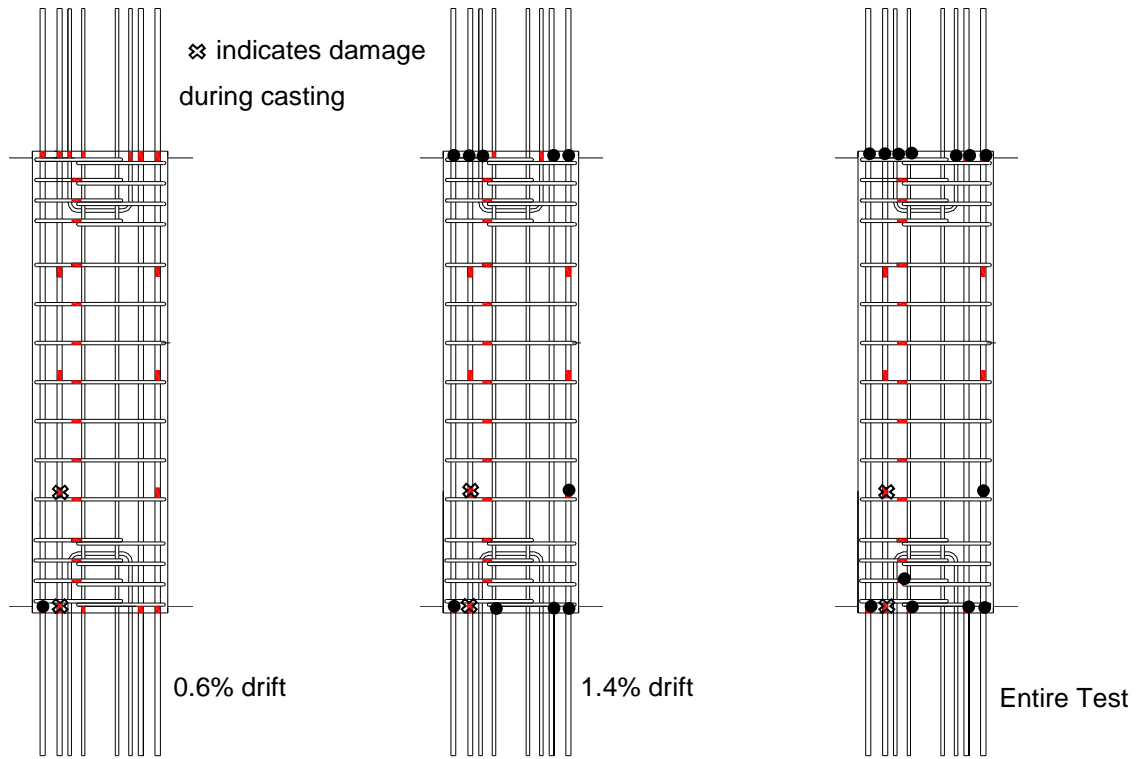 indicates damage
during casting
0.6% drift
1.4% drift
Entire Test